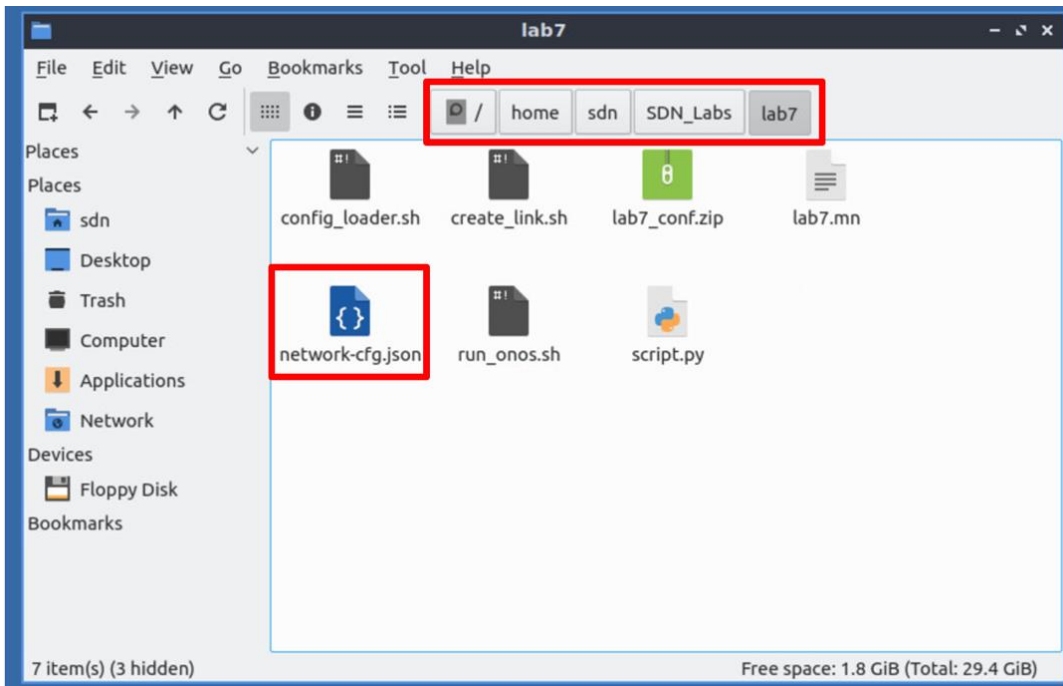 lab7
File Edit View Go Bookmarks Tool Help
/ home sdn SDN_Labs lab7
Places
Places
sdn
Desktop
Trash
Computer
Applications
Network
Devices
Floppy Disk
Bookmarks
#! #!
config_loader.sh create_link.sh lab7_conf.zip lab7.mn
{} #!
network-cfg.json run_onos.sh script.py
7 item(s) (3 hidden) Free space: 1.8 GiB (Total: 29.4 GiB)